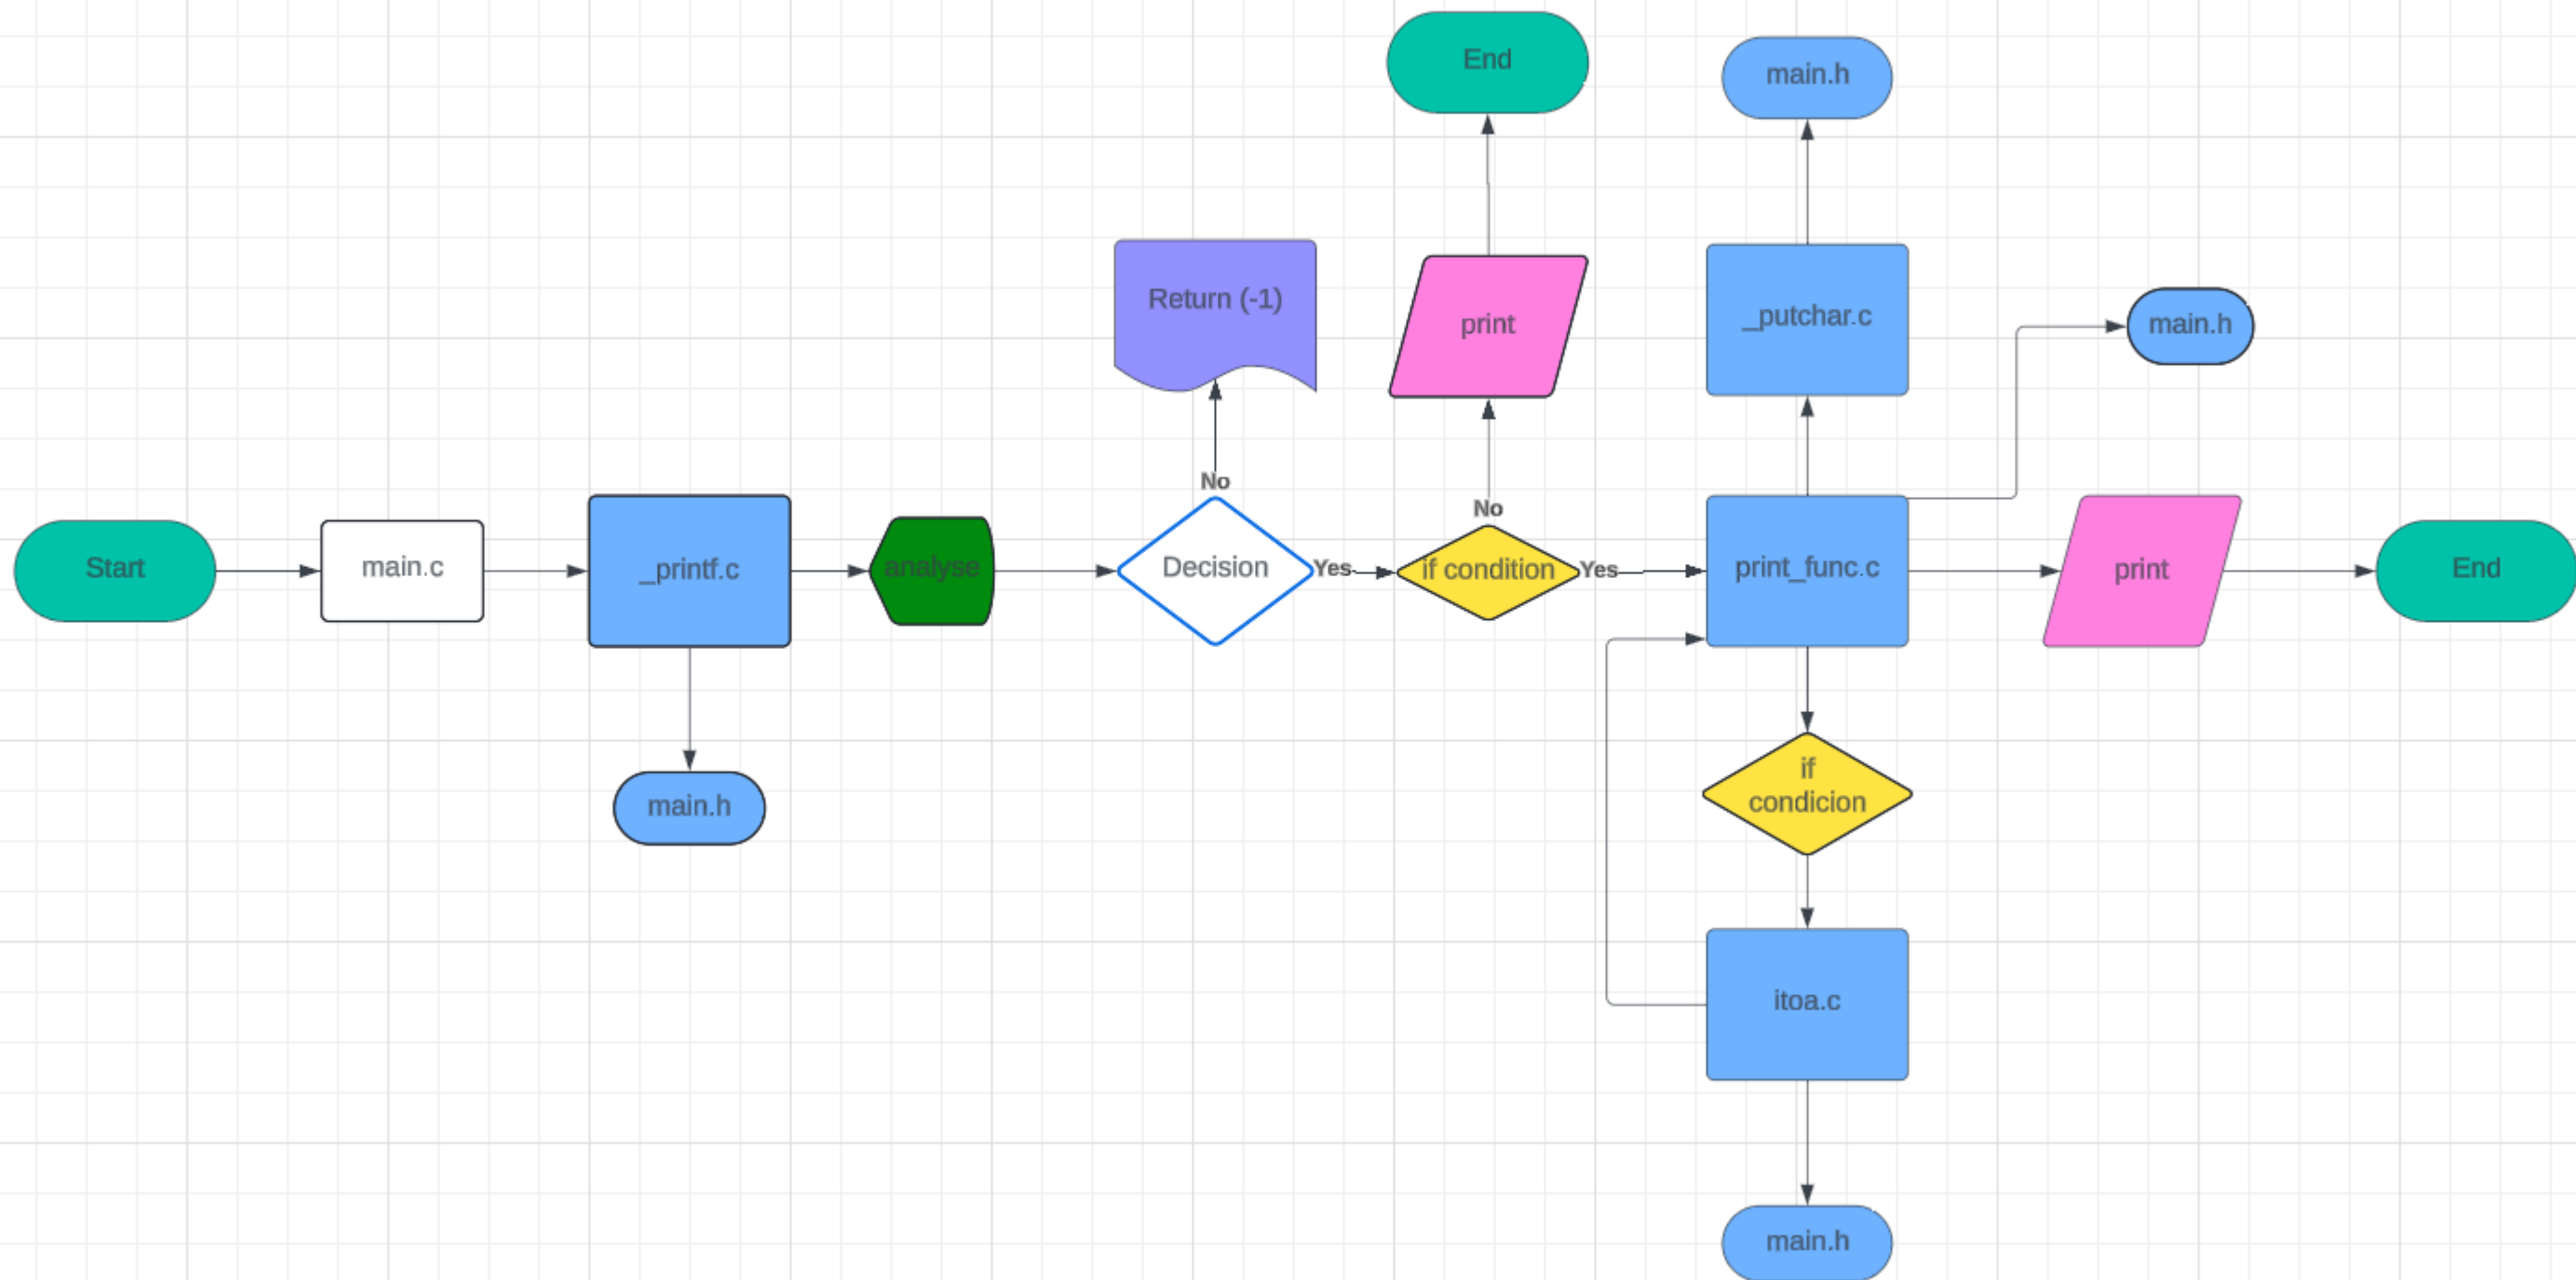 End
main.h
Return (-1)
print
_putchar.c
main.h
No
No
Start
main.c
_printf.c
analyse
Decision
Yes
if condition
Yes
print_func.c
print
End
main.h
if
condicion
itoa.c
main.h